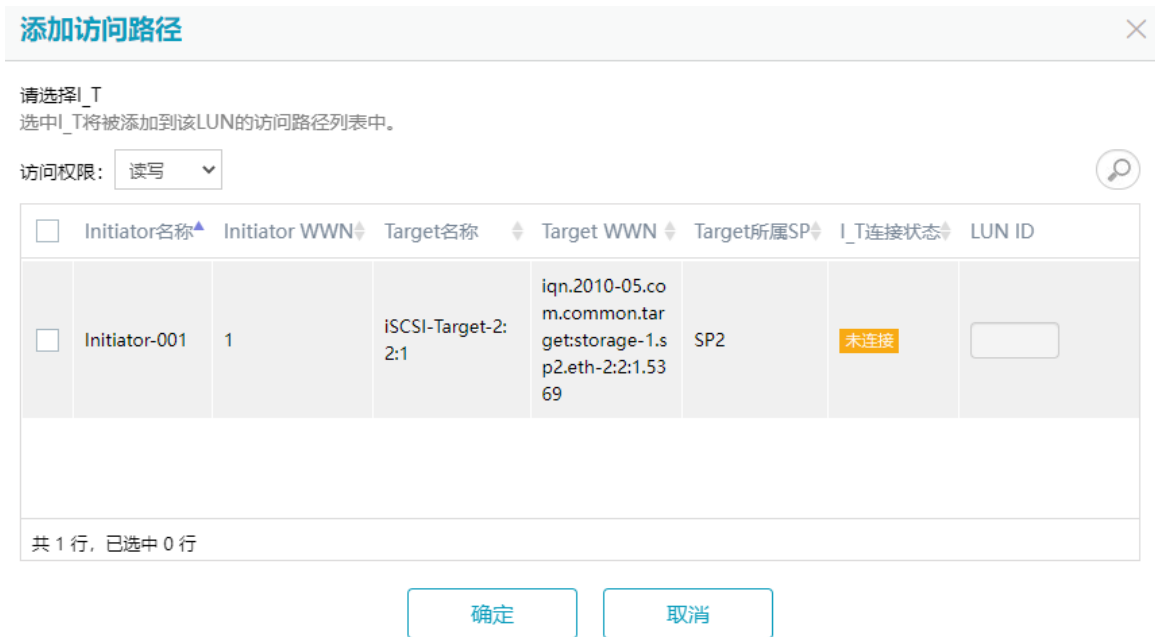 添加访问路径
请选择I_T
选中I_T将被添加到该LUN的访问路径列表中。
访问权限： 读写
Initiator名称 Initiator WWN Target名称 Target WWN Target所属SP I_T连接状态 LUN ID
Initiator-001 1 iSCSI-Target-2:
2:1
iqn.2010-05.co
m.common.tar
get:storage-1.s
p2.eth-2:2:1.53
69
SP2 未连接
共 1 行，已选中 0 行
确定 取消